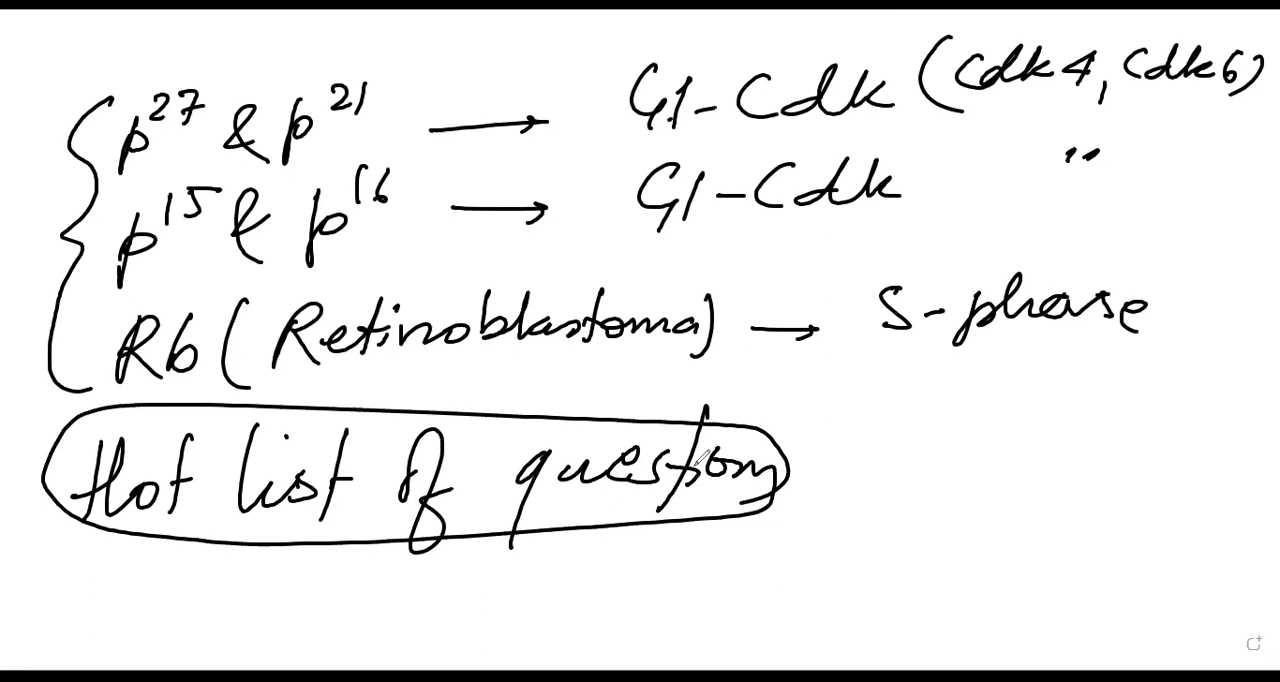 p27 & p21 → G1-Cdk (Cdk4, Cdk6)
p15 & p16 → G1-Cdk "
Rb (Retinoblastoma) → S-phase
Hot list of question